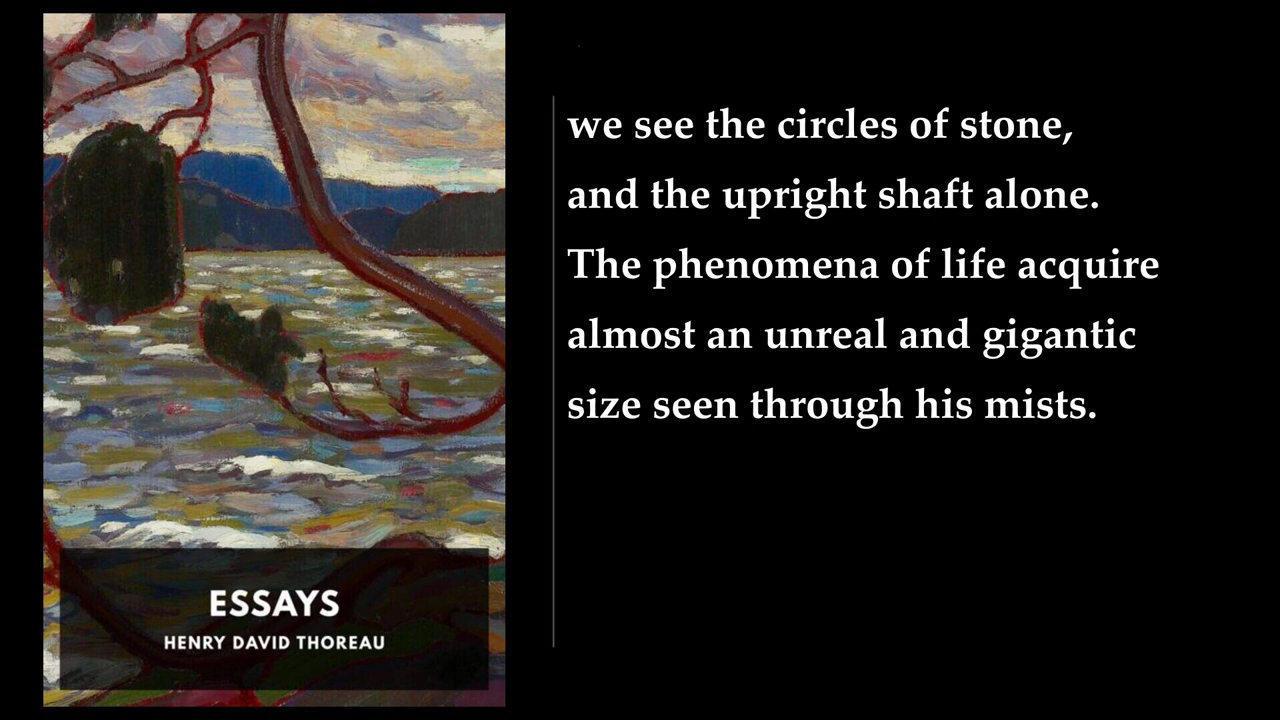 ESSAYS
HENRY DAVID THOREAU
we see the circles of stone,
and the upright shaft alone.
The phenomena of life acquire
almost an unreal and gigantic
size seen through his mists.